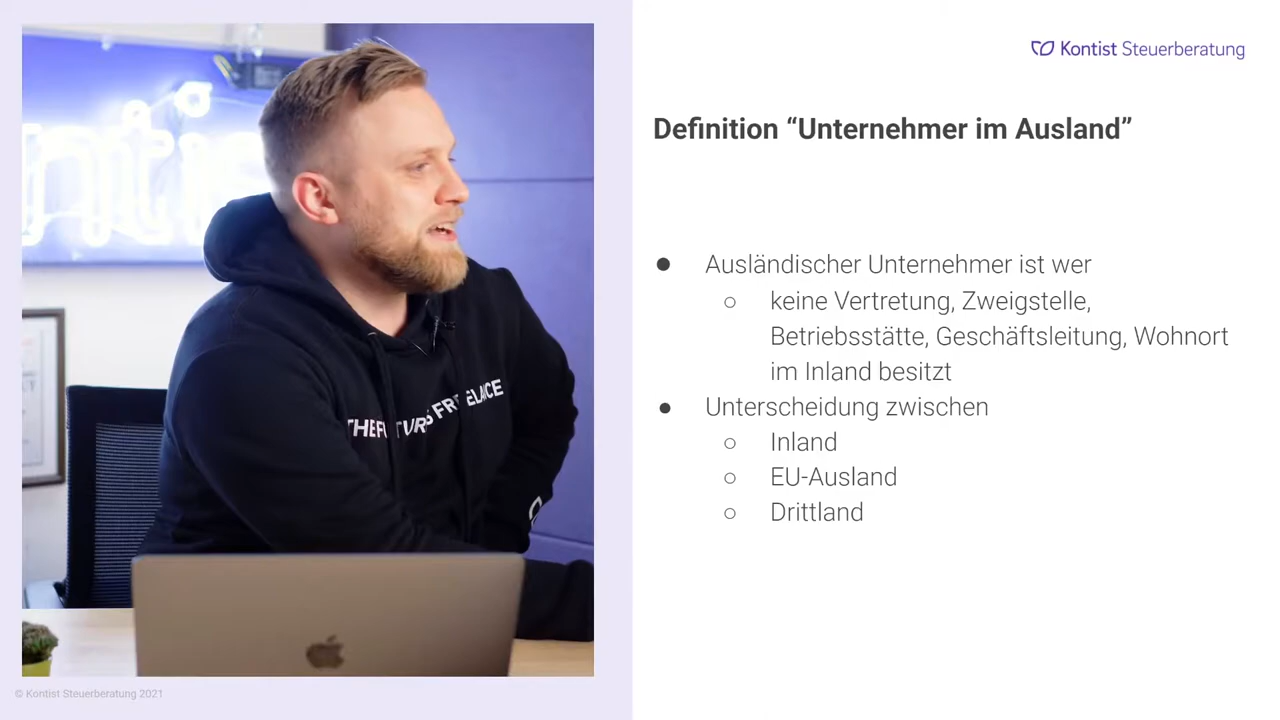 Kontist Steuerberatung
Definition “Unternehmer im Ausland”
● Ausländischer Unternehmer ist wer
○ keine Vertretung, Zweigstelle,
Betriebsstätte, Geschäftsleitung, Wohnort
im Inland besitzt
● Unterscheidung zwischen
○ Inland
○ EU-Ausland
○ Drittland
© Kontist Steuerberatung 2021